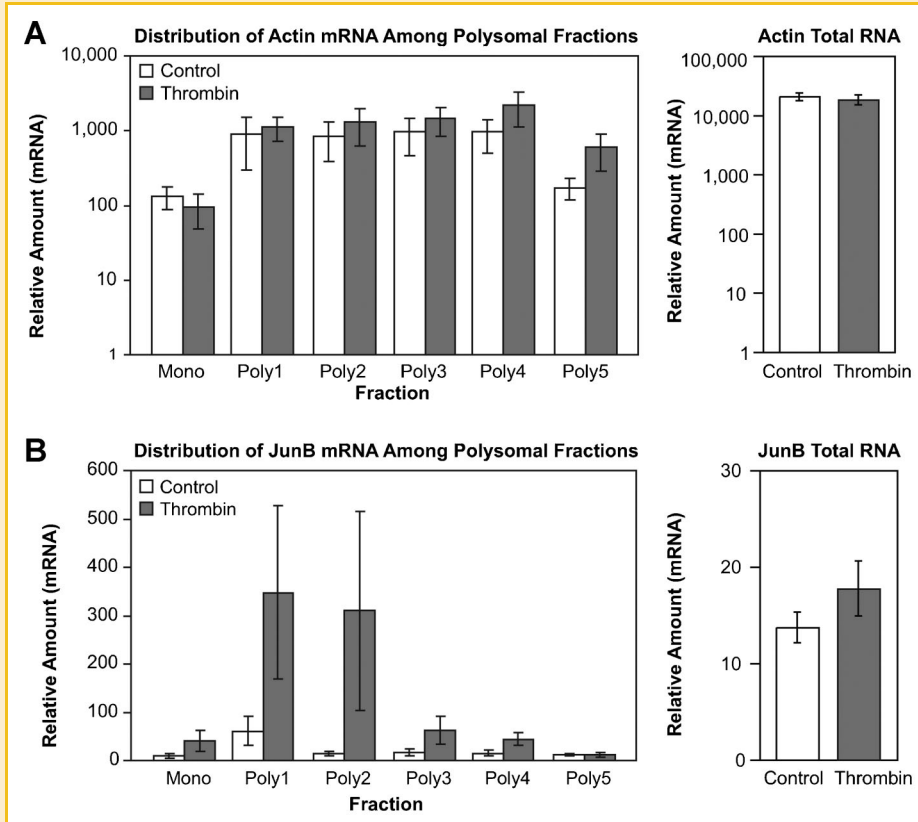 A
Distribution of Actin mRNA Among Polysomal Fractions
Relative Amount (mRNA)
10,000
1,000
100
10
1
Control
Thrombin
Mono Poly1 Poly2 Poly3 Poly4 Poly5
Fraction
Actin Total RNA
Relative Amount (mRNA)
100,000
10,000
1,000
100
10
1
Control Thrombin
B
Distribution of JunB mRNA Among Polysomal Fractions
Relative Amount (mRNA)
600
500
400
300
200
100
0
Control
Thrombin
Mono Poly1 Poly2 Poly3 Poly4 Poly5
Fraction
JunB Total RNA
Relative Amount (mRNA)
30
20
10
0
Control Thrombin